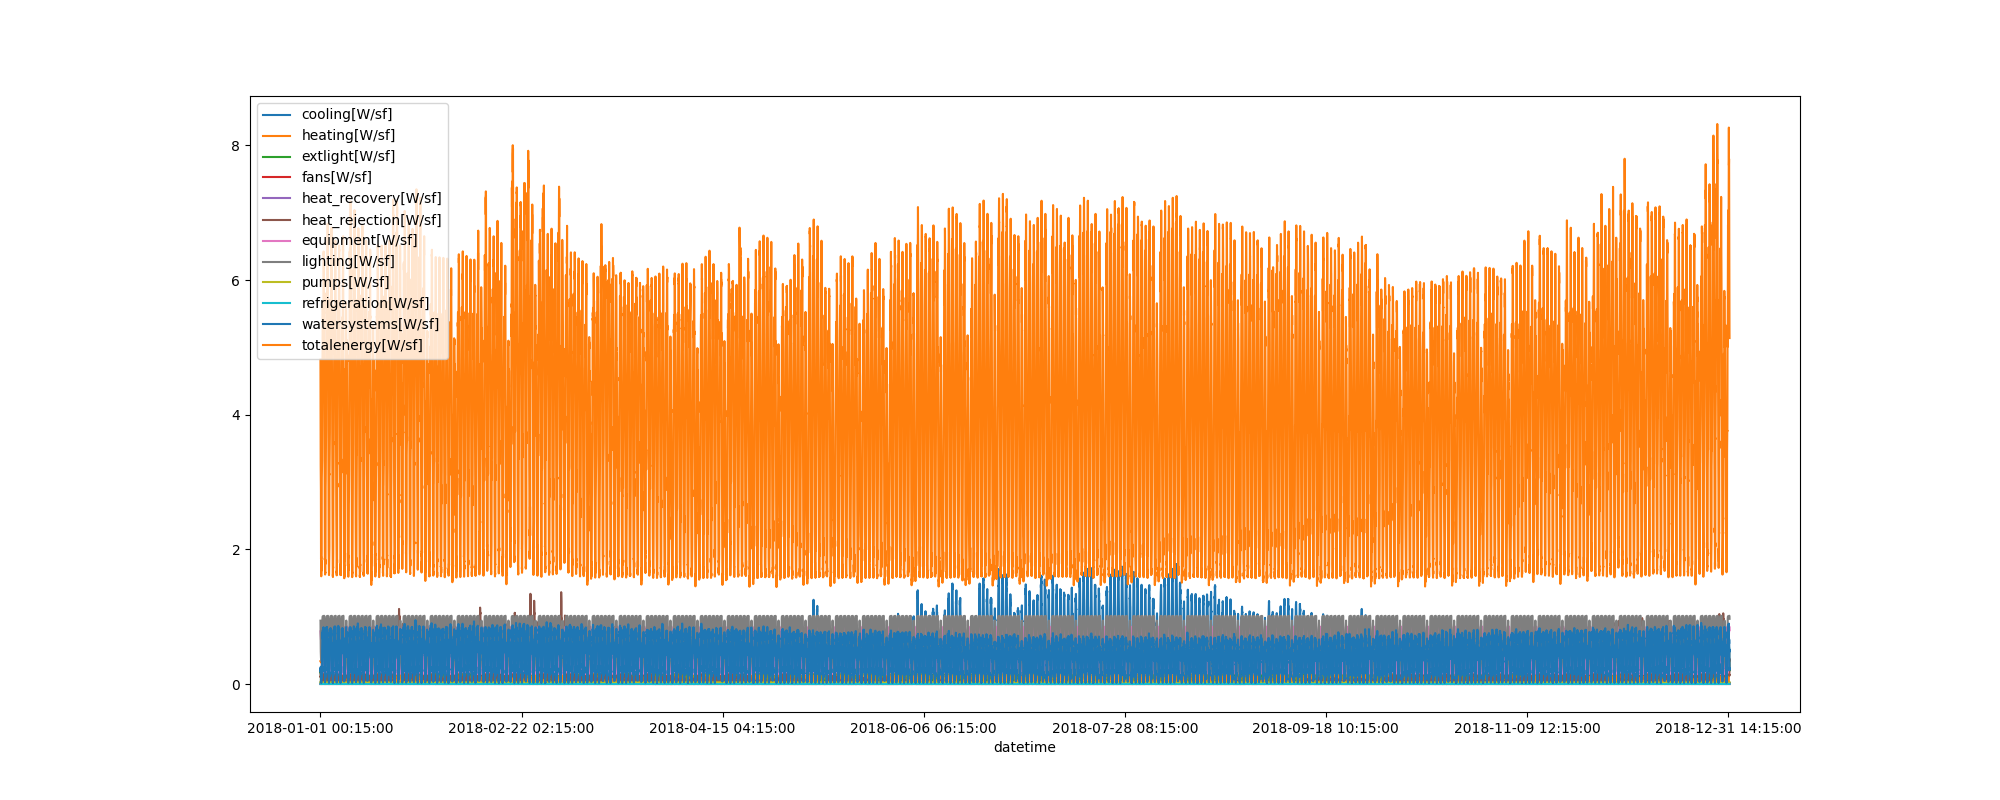 cooling[W/sf]
heating[W/sf]
extlight[W/sf]
fans[W/sf]
heat_recovery[W/sf]
heat_rejection[W/sf]
equipment[W/sf]
lighting[W/sf]
pumps[W/sf]
refrigeration[W/sf]
watersystems[W/sf]
totalenergy[W/sf]
8
6
4
2
0
2018-01-01 00:15:00 2018-02-22 02:15:00 2018-04-15 04:15:00 2018-06-06 06:15:00 2018-07-28 08:15:00 2018-09-18 10:15:00 2018-11-09 12:15:00 2018-12-31 14:15:00
datetime